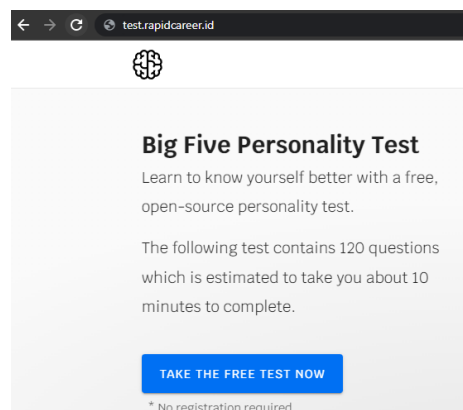 test.rapidcareer.id
Big Five Personality Test
Learn to know yourself better with a free,
open-source personality test.
The following test contains 120 questions
which is estimated to take you about 10
minutes to complete.
TAKE THE FREE TEST NOW
* No registration required